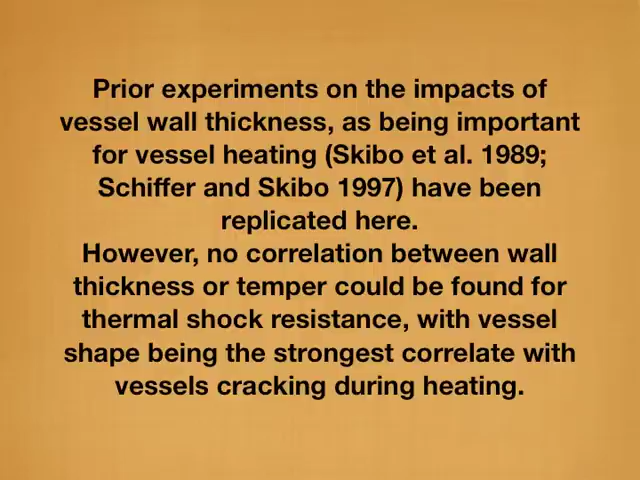 Prior experiments on the impacts of
vessel wall thickness, as being important
for vessel heating (Skibo et al. 1989;
Schiffer and Skibo 1997) have been
replicated here.
However, no correlation between wall
thickness or temper could be found for
thermal shock resistance, with vessel
shape being the strongest correlate with
vessels cracking during heating.